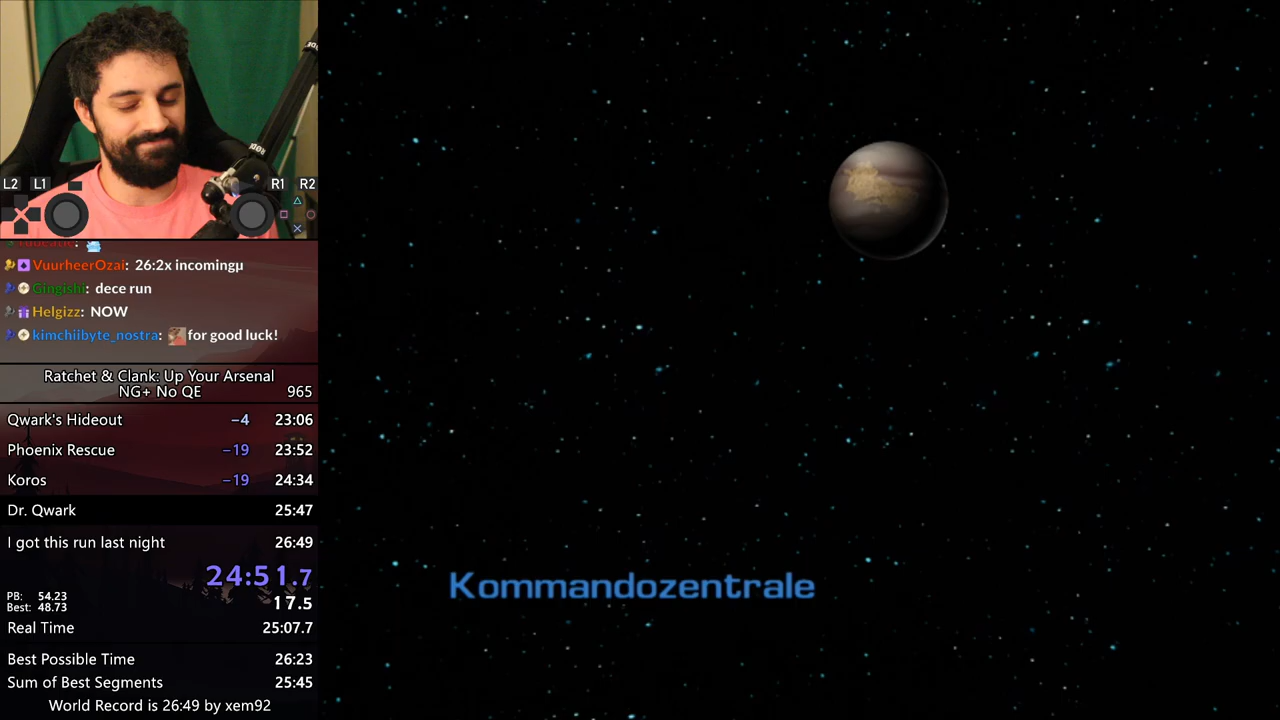 L2 L1 R1 R2
RODE
VuurheerOzai: 26:2x incomingµ
Gingishi: dece run
Helgizz: NOW
kimchiibyte_nostra: for good luck!
Ratchet & Clank: Up Your Arsenal
NG+ No QE 965
Qwark's Hideout −4 23:06
Phoenix Rescue −19 23:52
Koros −19 24:34
Dr. Qwark 25:47
I got this run last night 26:49
24:51.7
PB: 54.23
Best: 48.73 17.5
Real Time 25:07.7
Best Possible Time 26:23
Sum of Best Segments 25:45
World Record is 26:49 by xem92
Kommandozentrale